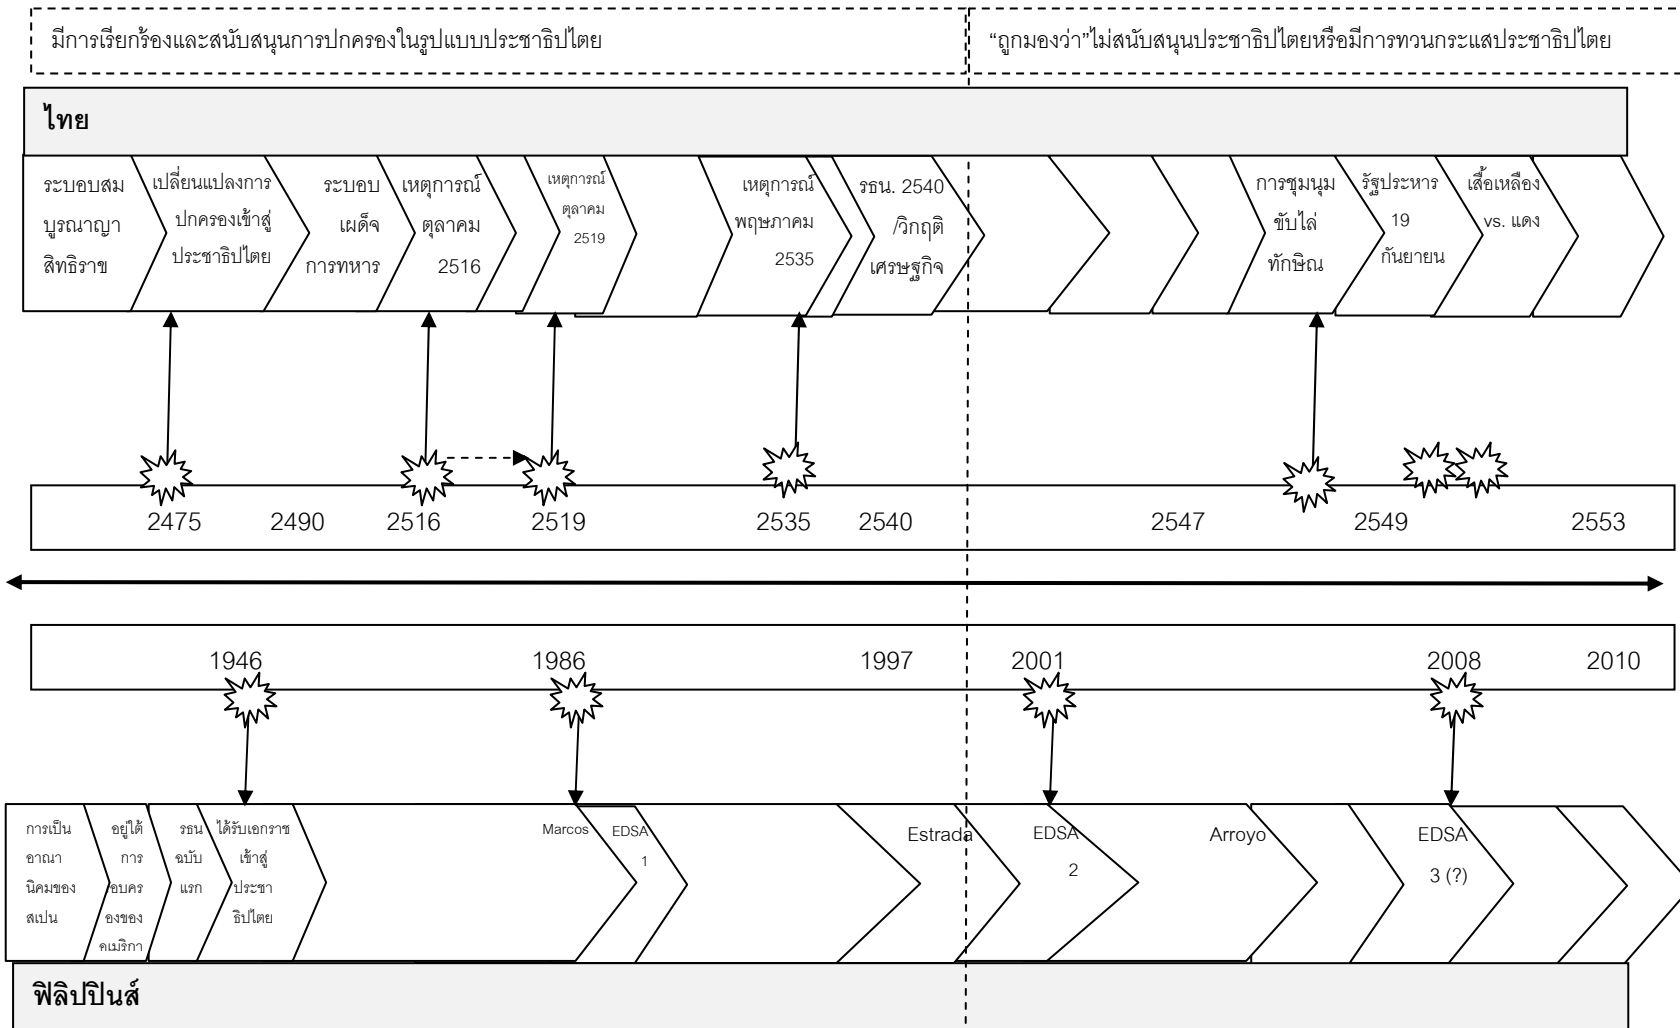 มีการเรียกร้องและสนับสนุนการปกครองในรูปแบบประชาธิปไตย
“ถูกมองว่า”ไม่สนับสนุนประชาธิปไตยหรือมีการทวนกระแสประชาธิปไตย
ไทย
ระบอบสม
บูรณาญา
สิทธิราช
เปลี่ยนแปลงการ
ปกครองเข้าสู่
ประชาธิปไตย
ระบอบ
เผด็จ
การทหาร
เหตุการณ์
ตุลาคม
2516
เหตุการณ์
ตุลาคม
2519
เหตุการณ์
พฤษภาคม
2535
รธน. 2540
/วิกฤติ
เศรษฐกิจ
การชุมนุม
ขับไล่
ทักษิณ
รัฐประหาร
19
กันยายน
เสื้อเหลือง
vs. แดง
2475 2490 2516 2519 2535 2540 2547 2549 2553
1946 1986 1997 2001 2008 2010
การเป็น
อาณา
นิคมของ
สเปน
อยู่ใต้
การ
อบคร
องของ
อเมริกา
รธน
ฉบับ
แรก
ได้รับเอกราช
เข้าสู่
ประชา
ธิปไตย
Marcos
EDSA
1
Estrada
EDSA
2
Arroyo
EDSA
3 (?)
ฟิลิปปินส์